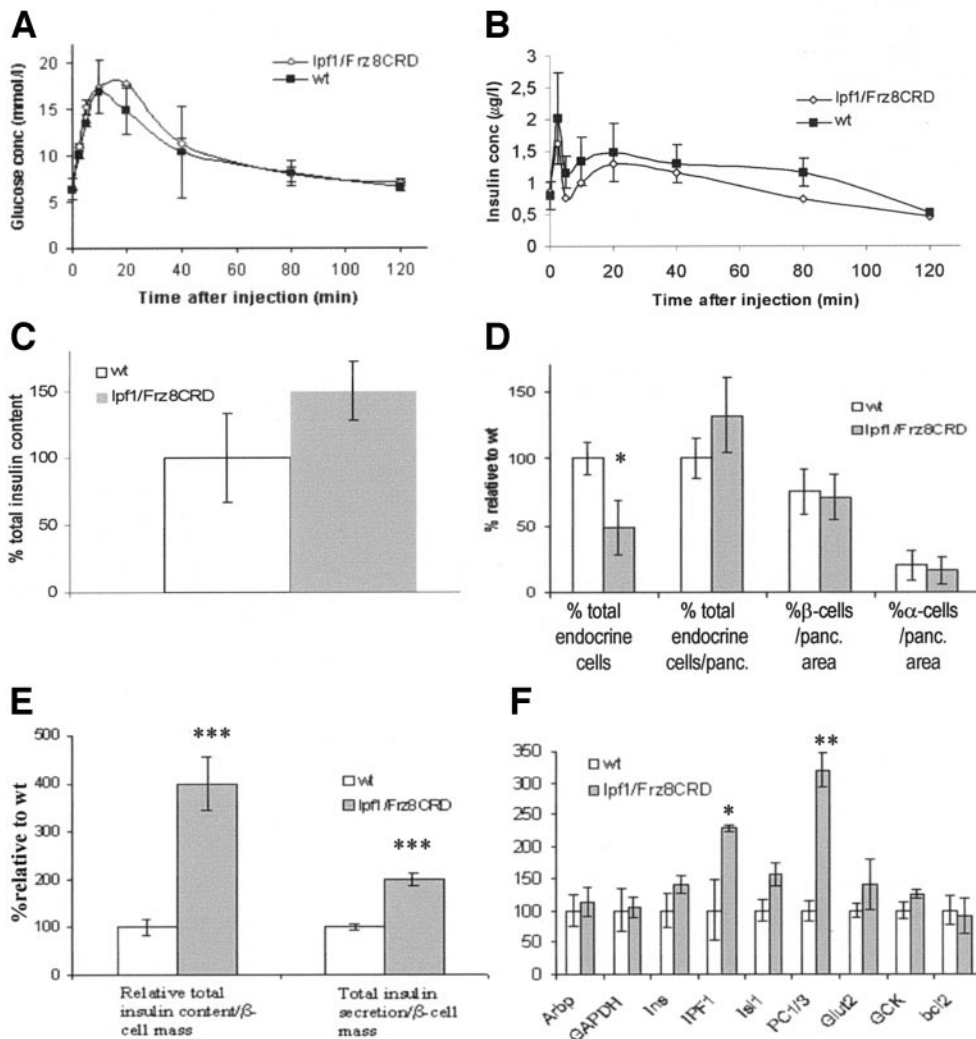 A
Glucose conc (mmol/l)
20
15
10
5
0
Ipf1/Frz8CRD
wt
0 20 40 60 80 100 120
Time after injection (min)
B
Insulin conc (µg/l)
3
2,5
2
1,5
1
0,5
0
Ipf1/Frz8CRD
wt
0 20 40 60 80 100 120
Time after injection (min)
C
% total insulin content
150
100
50
0
wt
Ipf1/Frz8CRD
D
% relative to wt
150
100
50
0
wt
Ipf1/Frz8CRD
*
% total
endocrine
cells
% total
endocrine
cells/panc.
%β-cells
/panc.
area
%α-cells
/panc.
area
E
%relative to wt
500
400
300
200
100
0
wt
Ipf1/Frz8CRD
***
***
Relative total
insulin content/β-
cell mass
Total insulin
secretion/β-cell
mass
F
350
300
250
200
150
100
50
0
wt
Ipf1/Frz8CRD
*
**
Arbp
GAPDH
Ins
IPF1
Isl1
PC1/3
Glut2
GCK
bcl2